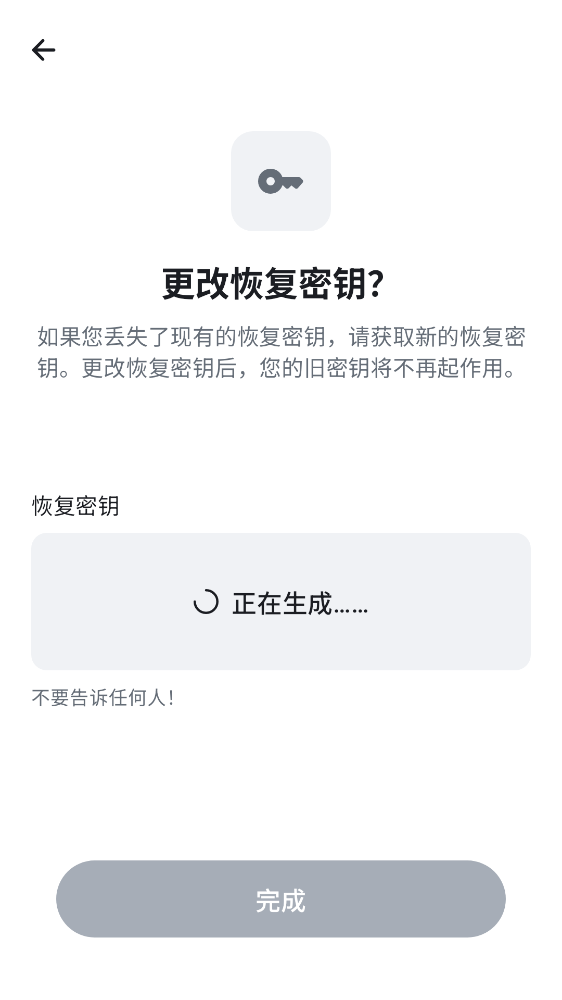 更改恢复密钥？
如果您丢失了现有的恢复密钥，请获取新的恢复密
钥。更改恢复密钥后，您的旧密钥将不再起作用。
恢复密钥
正在生成……
不要告诉任何人！
完成